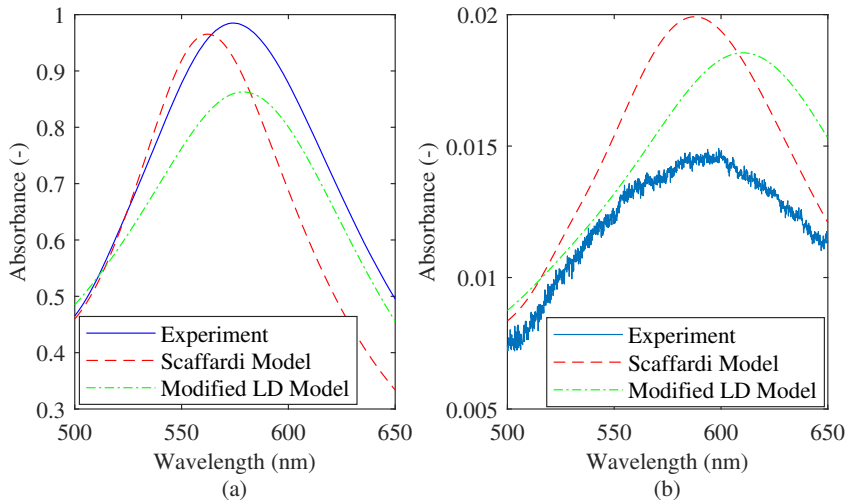 1
0.9
0.8
0.7
0.6
0.5
0.4
0.3
500
550
600
650
Absorbance (-)
Wavelength (nm)
Experiment
Scaffardi Model
Modified LD Model
(a)
0.02
0.015
0.01
0.005
500
550
600
650
Absorbance (-)
Wavelength (nm)
Experiment
Scaffardi Model
Modified LD Model
(b)